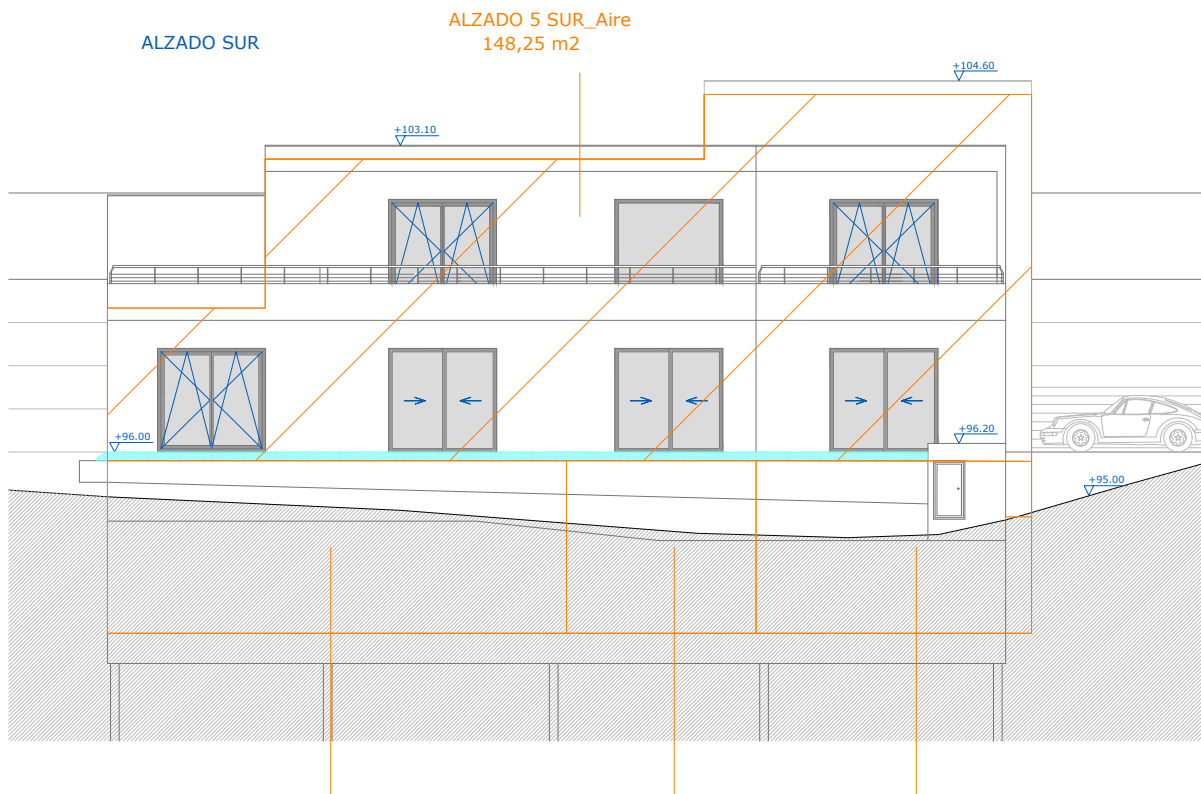 ALZADO 5 SUR_Aire
148,25 m2
ALZADO SUR
+104.60
+103.10
+96.00
+96.20
+95.00